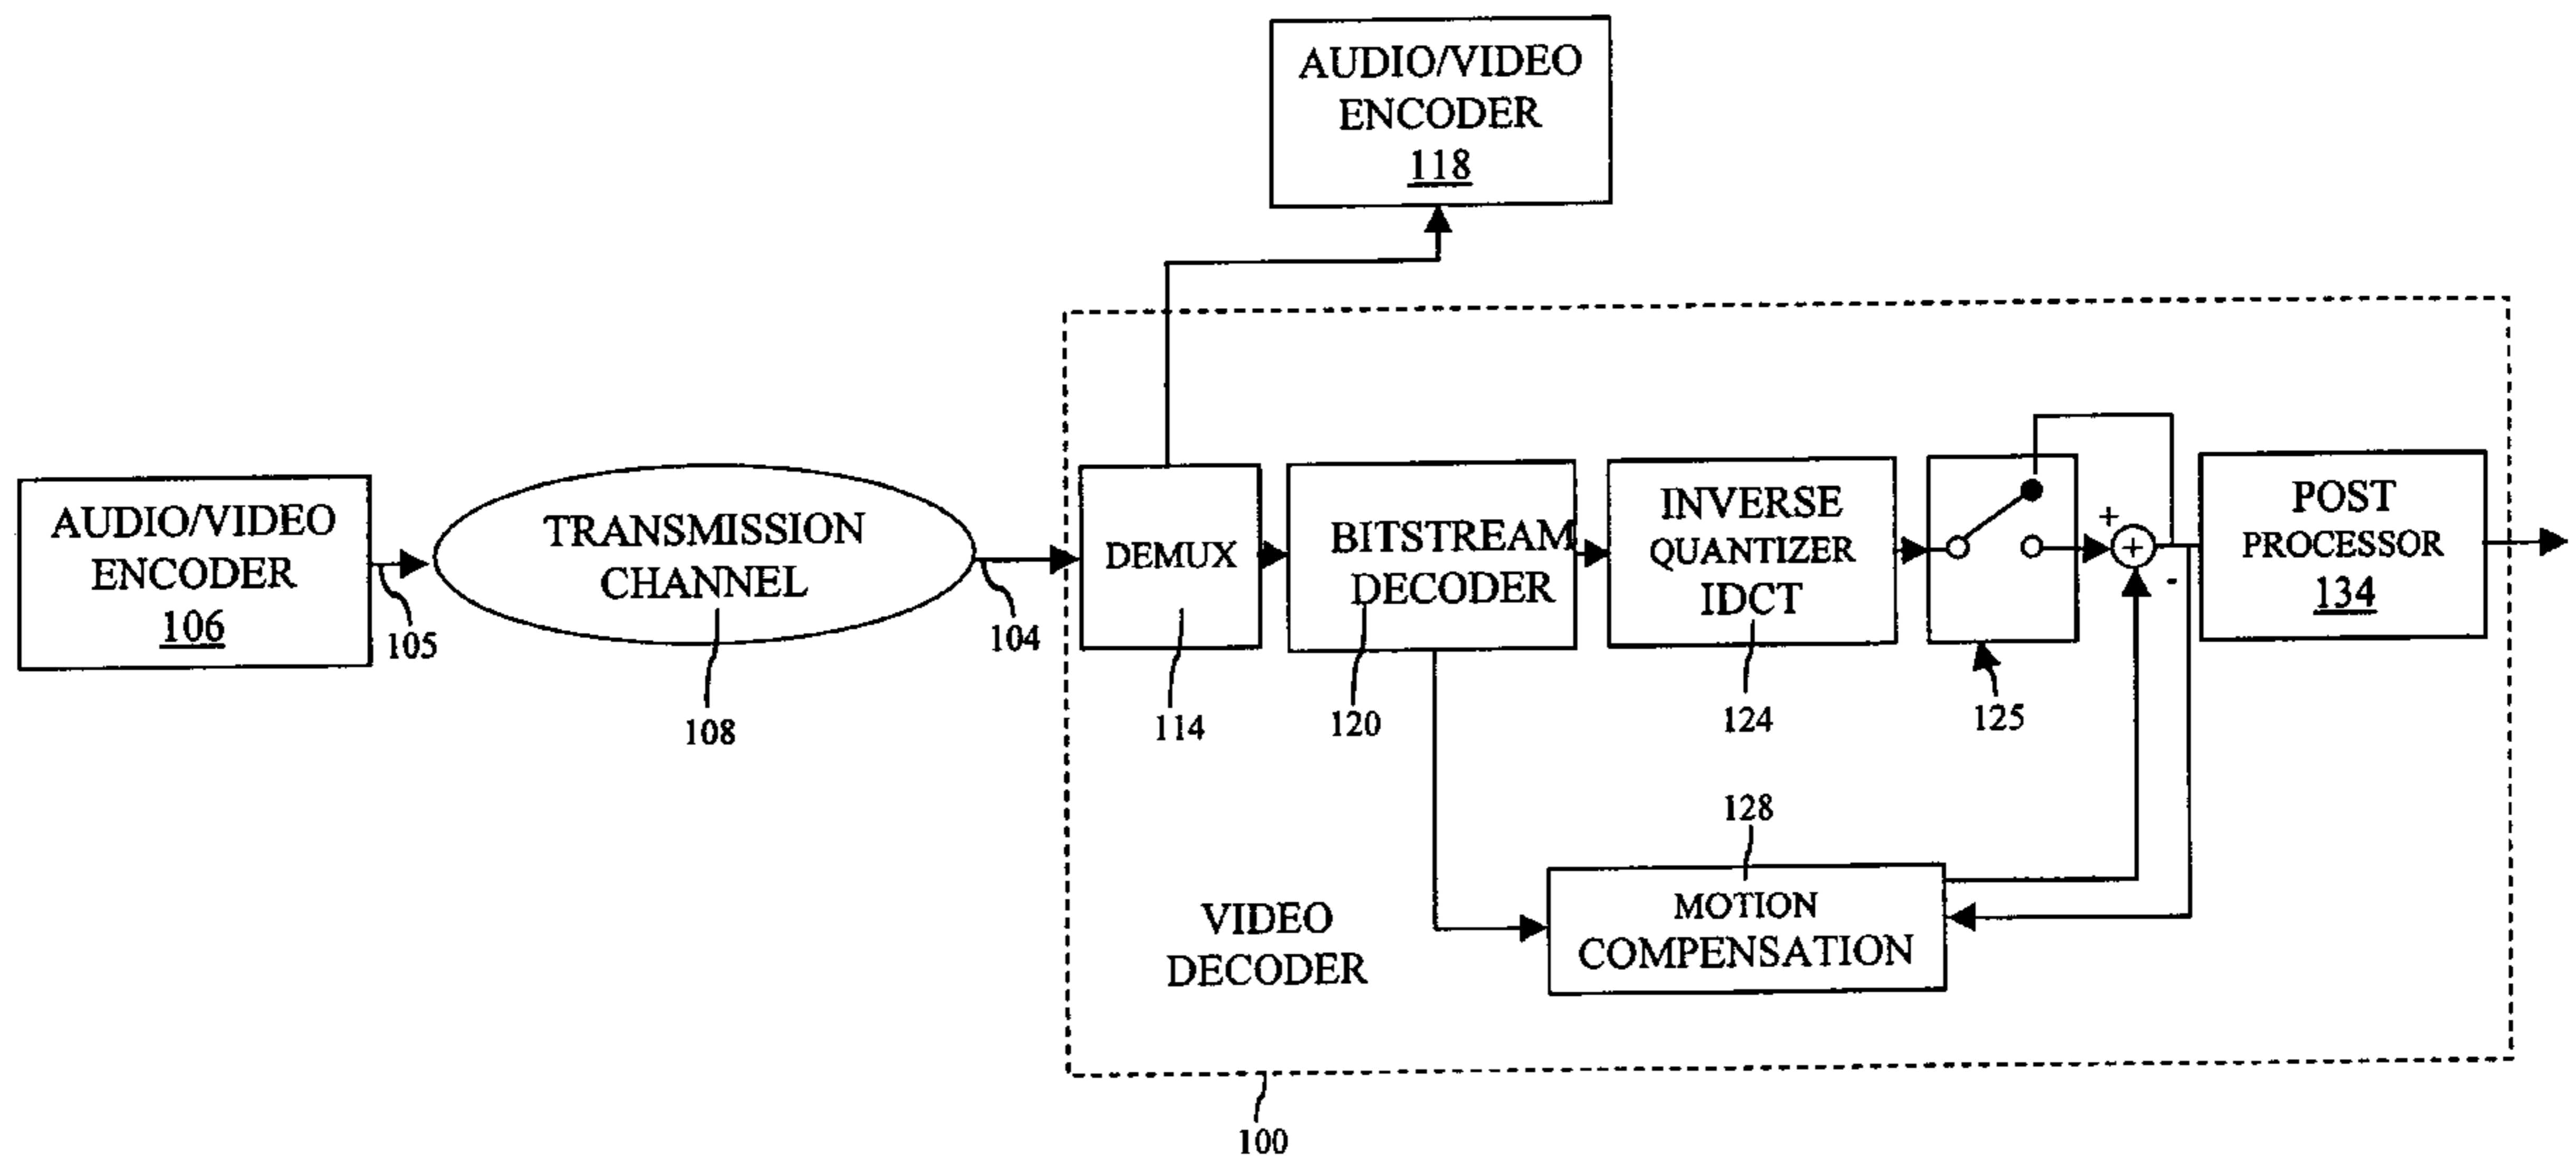 AUDIO/VIDEO
ENCODER
118
AUDIO/VIDEO
ENCODER
106
105
TRANSMISSION
CHANNEL
108
104
DEMUX
114
BITSTREAM
DECODER
120
INVERSE
QUANTIZER
IDCT
124
125
+
+
-
POST
PROCESSOR
134
128
MOTION
COMPENSATION
VIDEO
DECODER
100